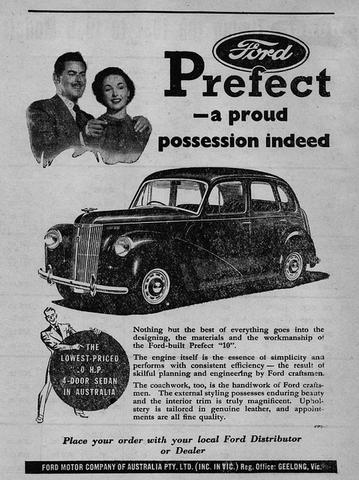 Ford
Prefect
—a proud
possession indeed
Nothing but the best of everything goes into the
designing, the materials and the workmanship of
the Ford-built Prefect "10".
The engine itself is the essence of simplicity and
performs with consistent efficiency — the result of
skilful planning and engineering by Ford craftsmen.
The coachwork, too, is the handiwork of Ford crafts-
men. The external styling possesses enduring beauty
and the interior trim is truly magnificent. Uphol-
stery is tailored in genuine leather, and appoint-
ments are all fine quality.
THE
LOWEST-PRICED
H.P.
4-DOOR SEDAN
IN AUSTRALIA
Place your order with your local Ford Distributor
or Dealer
FORD MOTOR COMPANY OF AUSTRALIA PTY. LTD. (INC. IN VIC.) Reg. Office: GEELONG, Vic.